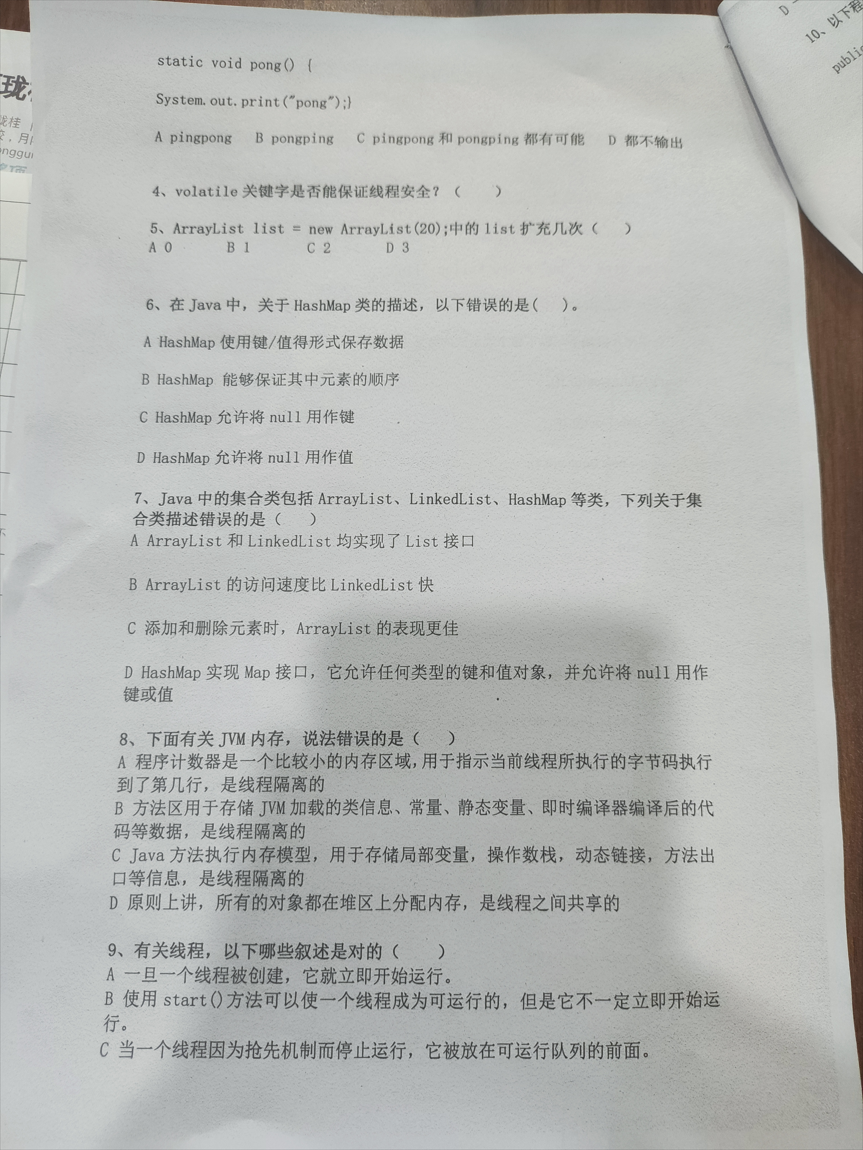 static void pong() {
System.out.print("pong");}
A pingpong B pongping C pingpong 和 pongping 都有可能 D 都不输出
4、volatile 关键字是否能保证线程安全？（ ）
5、ArrayList list = new ArrayList(20);中的 list 扩充几次（ ）
A 0 B 1 C 2 D 3
6、在 Java 中，关于 HashMap 类的描述，以下错误的是( )。
A HashMap 使用键/值得形式保存数据
B HashMap 能够保证其中元素的顺序
C HashMap 允许将 null 用作键
D HashMap 允许将 null 用作值
7、Java 中的集合类包括 ArrayList、LinkedList、HashMap 等类，下列关于集
合类描述错误的是（ ）
A ArrayList 和 LinkedList 均实现了 List 接口
B ArrayList 的访问速度比 LinkedList 快
C 添加和删除元素时，ArrayList 的表现更佳
D HashMap 实现 Map 接口，它允许任何类型的键和值对象，并允许将 null 用作
键或值
8、下面有关 JVM 内存，说法错误的是（ ）
A 程序计数器是一个比较小的内存区域，用于指示当前线程所执行的字节码执行
到了第几行，是线程隔离的
B 方法区用于存储 JVM 加载的类信息、常量、静态变量、即时编译器编译后的代
码等数据，是线程隔离的
C Java 方法执行内存模型，用于存储局部变量，操作数栈，动态链接，方法出
口等信息，是线程隔离的
D 原则上讲，所有的对象都在堆区上分配内存，是线程之间共享的
9、有关线程，以下哪些叙述是对的（ ）
A 一旦一个线程被创建，它就立即开始运行。
B 使用 start()方法可以使一个线程成为可运行的，但是它不一定立即开始运
行。
C 当一个线程因为抢先机制而停止运行，它被放在可运行队列的前面。
D
10、以下程
public
珑
珑桂
月